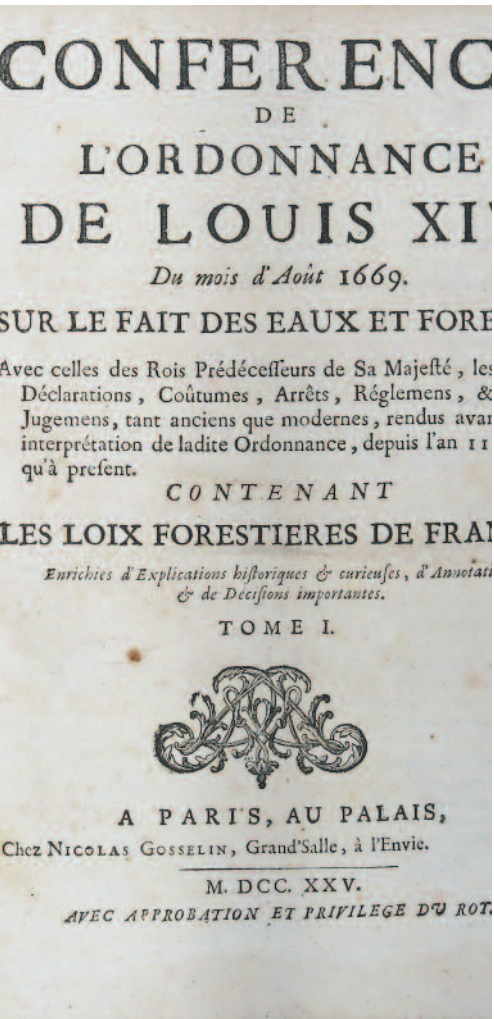 CONFERENC
DE
L'ORDONNANCE
DE LOUIS XIV
Du mois d'Août 1669.
SUR LE FAIT DES EAUX ET FORE
Avec celles des Rois Prédécesseurs de Sa Majesté, les
Déclarations, Coûtumes, Arrêts, Réglemens, &
Jugemens, tant anciens que modernes, rendus avan
interprétation de ladite Ordonnance, depuis l'an 11
qu'à present.
CONTENANT
LES LOIX FORESTIERES DE FRAN
Enrichies d'Explications historiques & curieuses, d'Annotati
& de Décisions importantes.
TOME I.
A PARIS, AU PALAIS,
Chez NICOLAS GOSSELIN, Grand'Salle, à l'Envie.
M. DCC. XXV.
AVEC APPROBATION ET PRIVILEGE DU ROY.